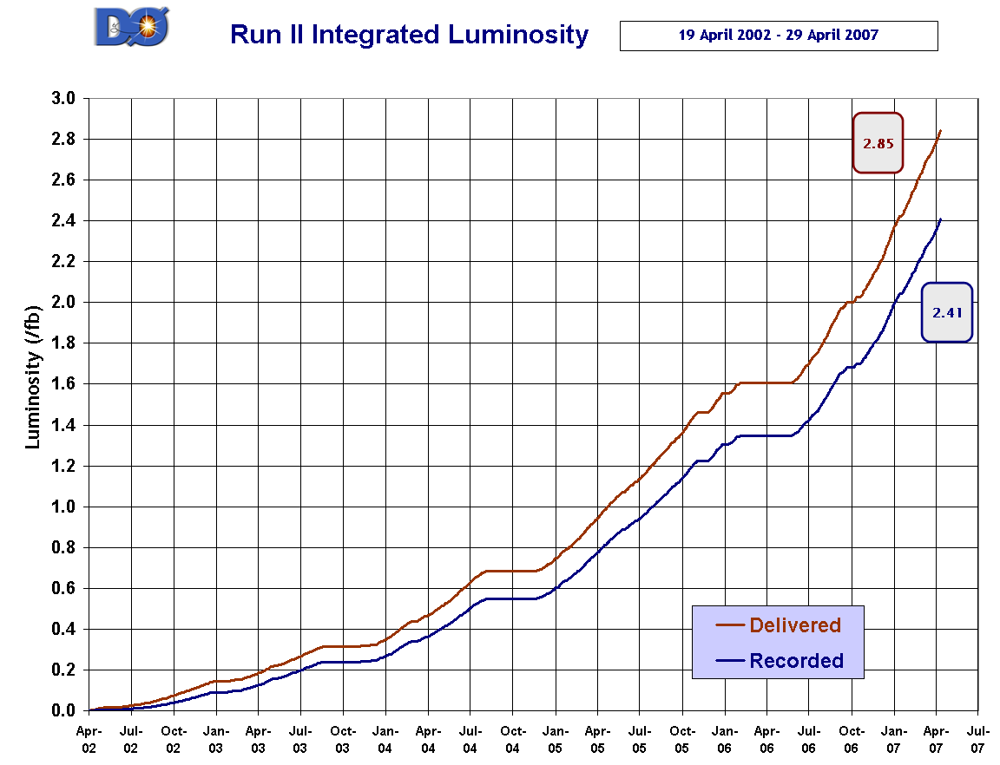 DØ
Run II Integrated Luminosity
19 April 2002 - 29 April 2007
3.0
2.8
2.6
2.4
2.2
2.0
1.8
1.6
1.4
1.2
1.0
0.8
0.6
0.4
0.2
0.0
Luminosity (/fb)
2.85
2.41
Delivered
Recorded
Apr- Jul- Oct- Jan- Apr- Jul- Oct- Jan- Apr- Jul- Oct- Jan- Apr- Jul- Oct- Jan- Apr- Jul- Oct- Jan- Apr- Jul-
02 02 02 03 03 03 03 04 04 04 04 05 05 05 05 06 06 06 06 07 07 07